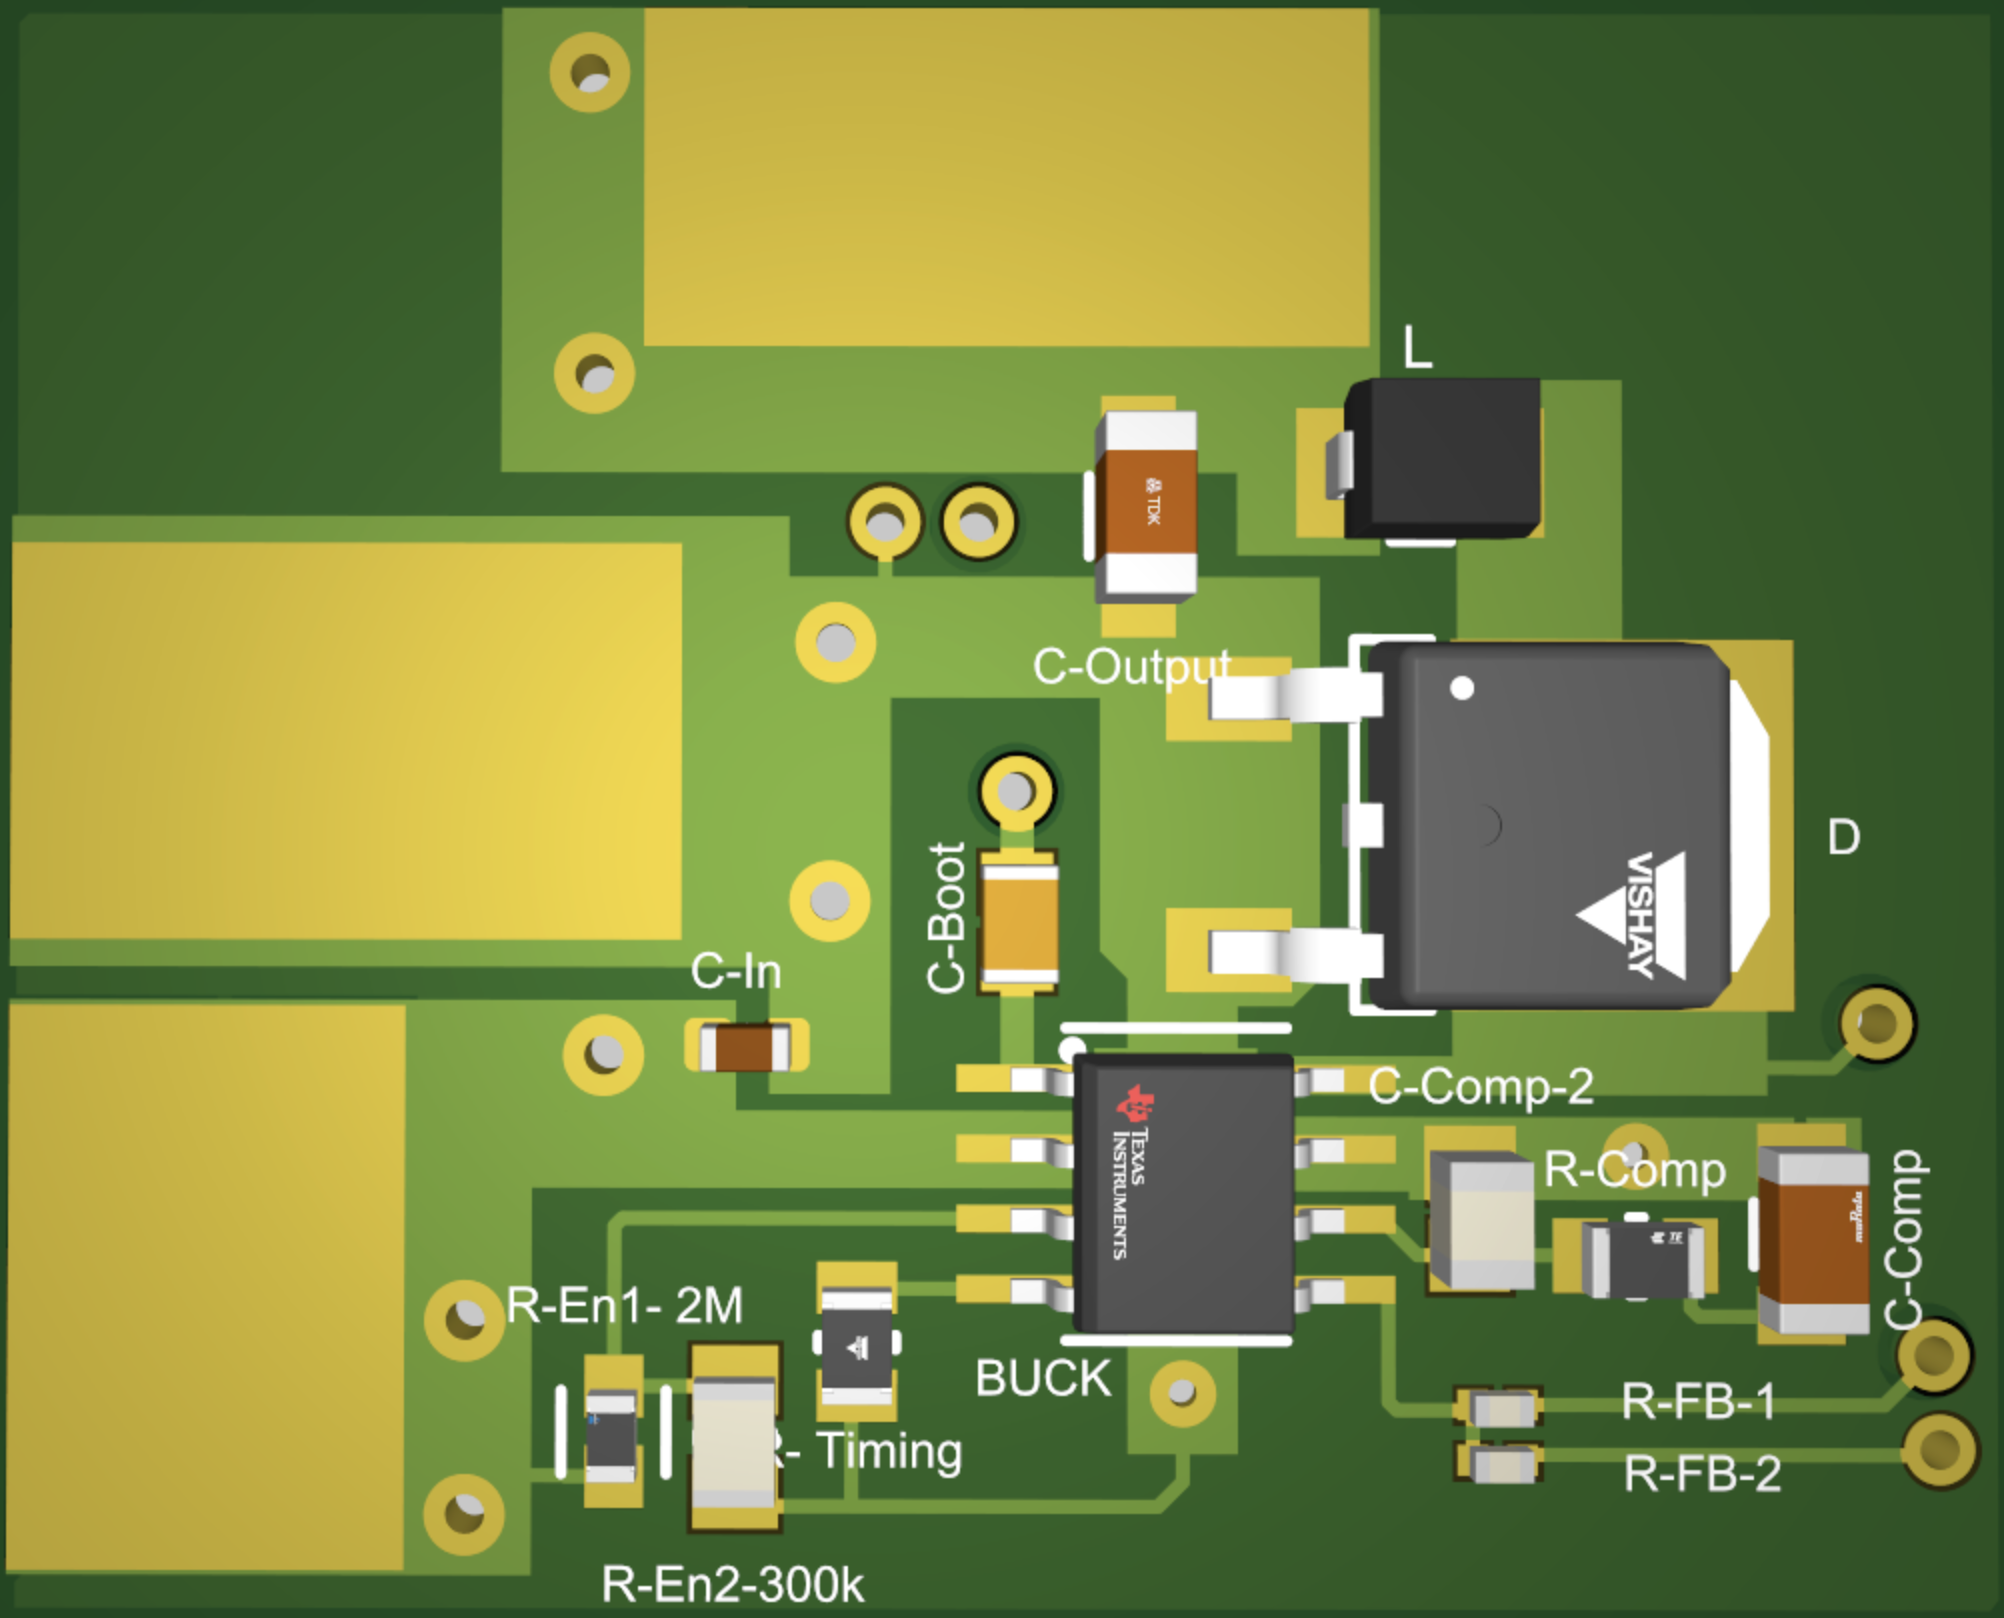 L
TDK
C-Output
VISHAY
D
C-Boot
C-In
C-Comp-2
TEXAS
INSTRUMENTS
R-Comp
TE
C-Comp
R-En1- 2M
BUCK
R-FB-1
- Timing
R-FB-2
R-En2-300k